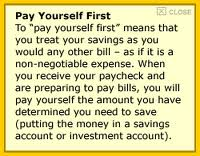 CLOSE
Pay Yourself First
To “pay yourself first” means that
you treat your savings as you
would any other bill – as if it is a
non-negotiable expense. When
you receive your paycheck and
are preparing to pay bills, you will
pay yourself the amount you have
determined you need to save
(putting the money in a savings
account or investment account).